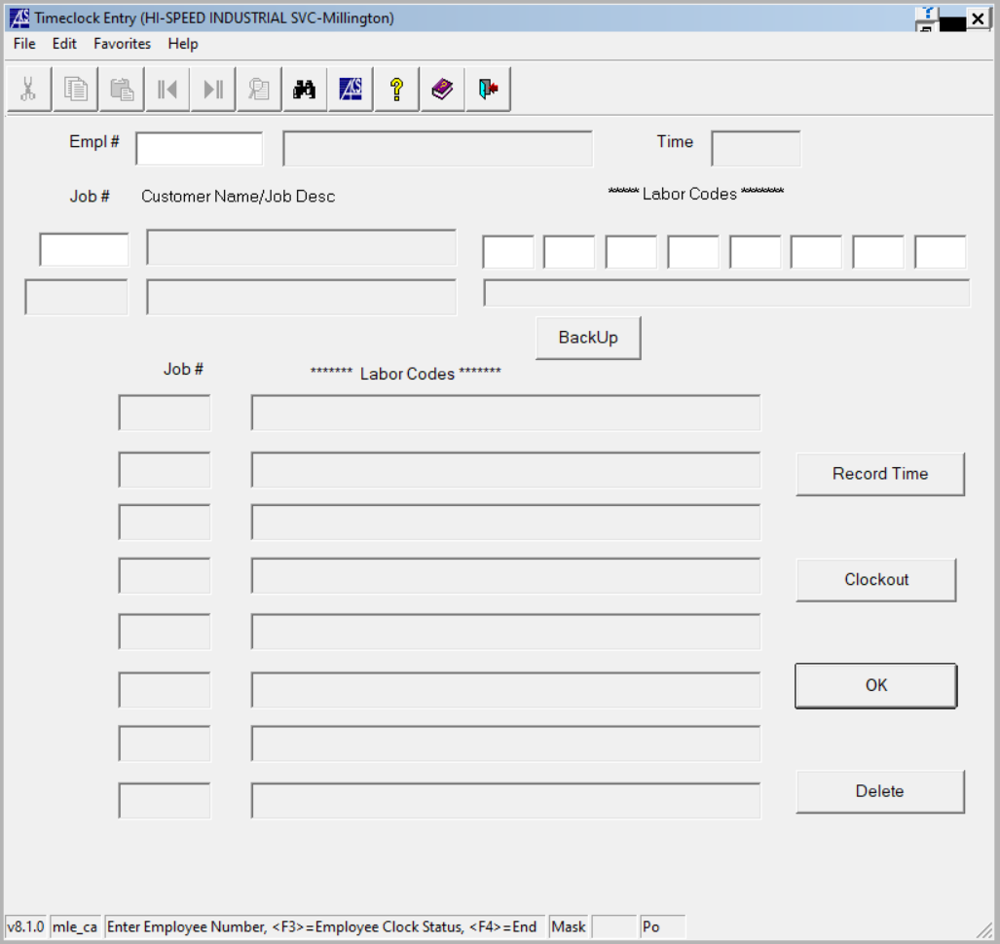 Timeclock Entry (HI-SPEED INDUSTRIAL SVC-Millington)
File Edit Favorites Help
Empl # Time
Job # Customer Name/Job Desc ****** Labor Codes ********
BackUp
Job # ******* Labor Codes *******
Record Time
Clockout
OK
Delete
v8.1.0 mle_ca Enter Employee Number, <F3>=Employee Clock Status, <F4>=End Mask Po